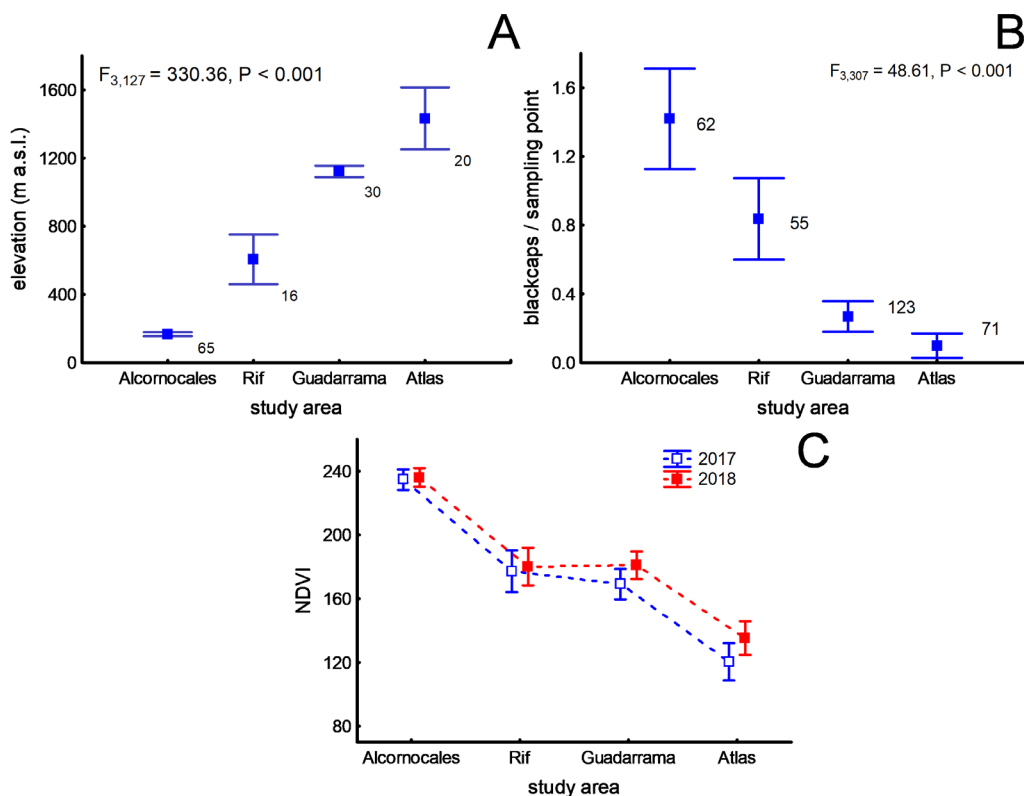 A
F3,127 = 330.36, P < 0.001
elevation (m a.s.l.)
1600
1200
800
400
0
65
16
30
20
Alcornocales Rif Guadarrama Atlas
study area
B
F3,307 = 48.61, P < 0.001
blackcaps / sampling point
1.6
1.2
0.8
0.4
0.0
62
55
123
71
Alcornocales Rif Guadarrama Atlas
study area
C
2017
2018
NDVI
240
200
160
120
80
Alcornocales Rif Guadarrama Atlas
study area